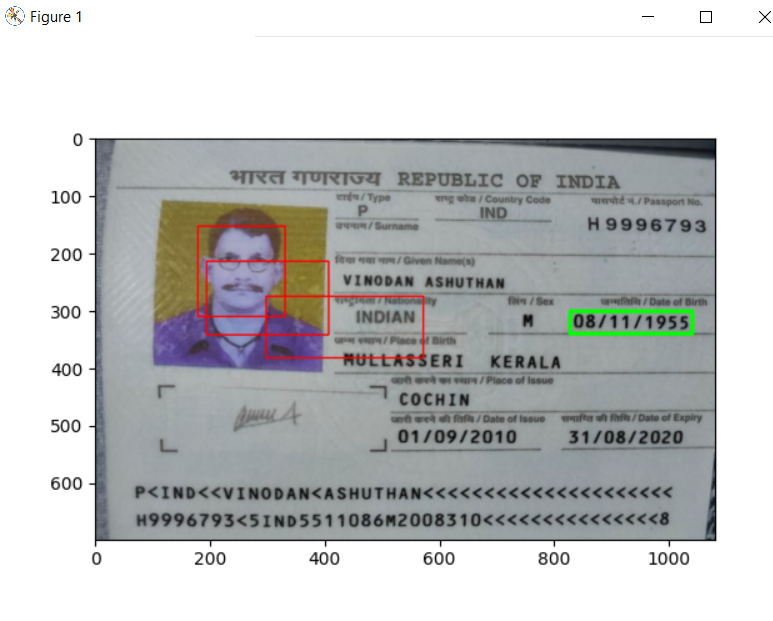 Figure 1
0
100
200
300
400
500
600
0 200 400 600 800 1000
भारत गणराज्य REPUBLIC OF INDIA
टाईप / Type राष्ट्र कोड / Country Code पासपोर्ट नं. / Passport No.
P IND H9996793
उपनाम / Surname
दिया गया नाम / Given Name(s)
VINODAN ASHUTHAN
राष्ट्रीयता / Nationality लिंग / Sex जन्मतिथि / Date of Birth
INDIAN M 08/11/1955
जन्म स्थान / Place of Birth
MULLASSERI KERALA
जारी करने का स्थान / Place of Issue
COCHIN
जारी करने की तिथि / Date of Issue समाप्ति की तिथि / Date of Expiry
01/09/2010 31/08/2020
P<IND<<VINODAN<ASHUTHAN<<<<<<<<<<<<<<<<<<<<<
H9996793<5IND5511086M2008310<<<<<<<<<<<<<<<8